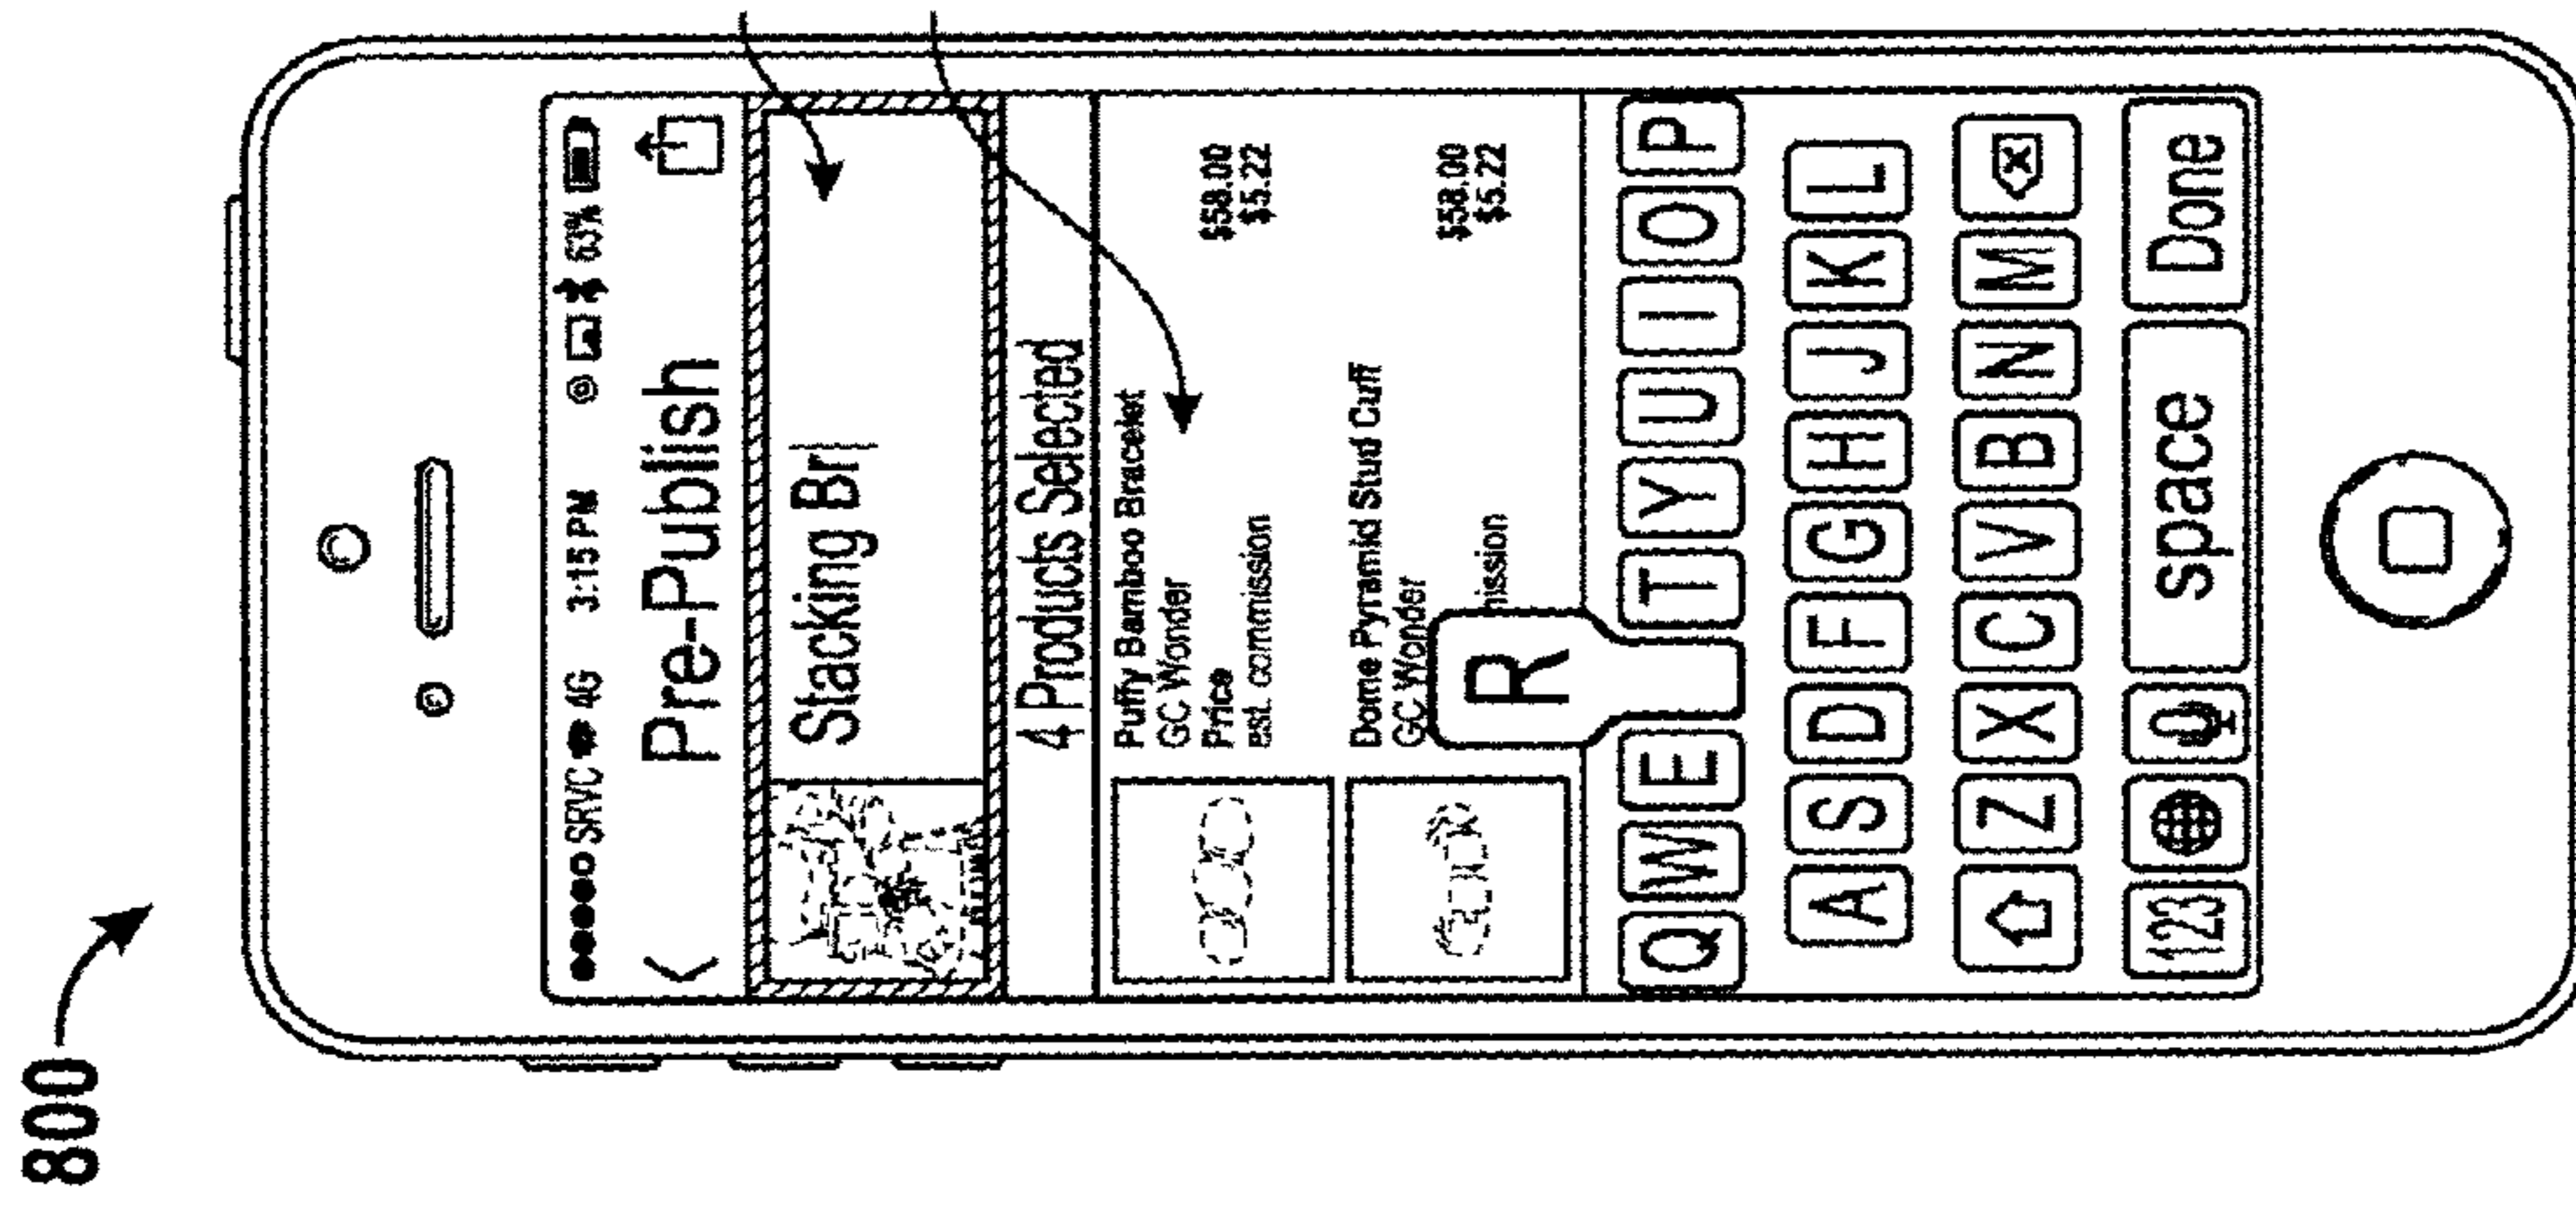 800
SRVC 4G 3:15 PM 63%
Pre-Publish
Stacking Br
4 Products Selected
Puffy Bamboo Bracelet
GC Wonder
Price $58.00
est. commission $5.22
Dome Pyramid Stud Cuff
GC Wonder
$58.00
mission $5.22
R
Q W E T Y U I O P
A S D F G H J K L
Z X C V B N M
123 space Done